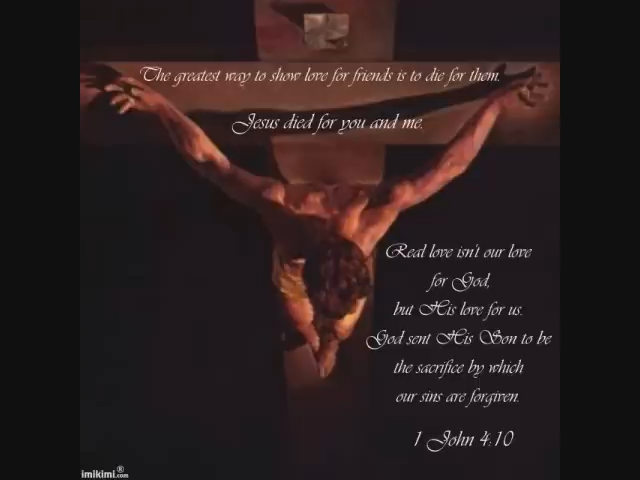 The greatest way to show love for friends is to die for them.
Jesus died for you and me.
Real love isn't our love
for God,
but His love for us.
God sent His Son to be
the sacrifice by which
our sins are forgiven.
1 John 4:10
imikimi.com®